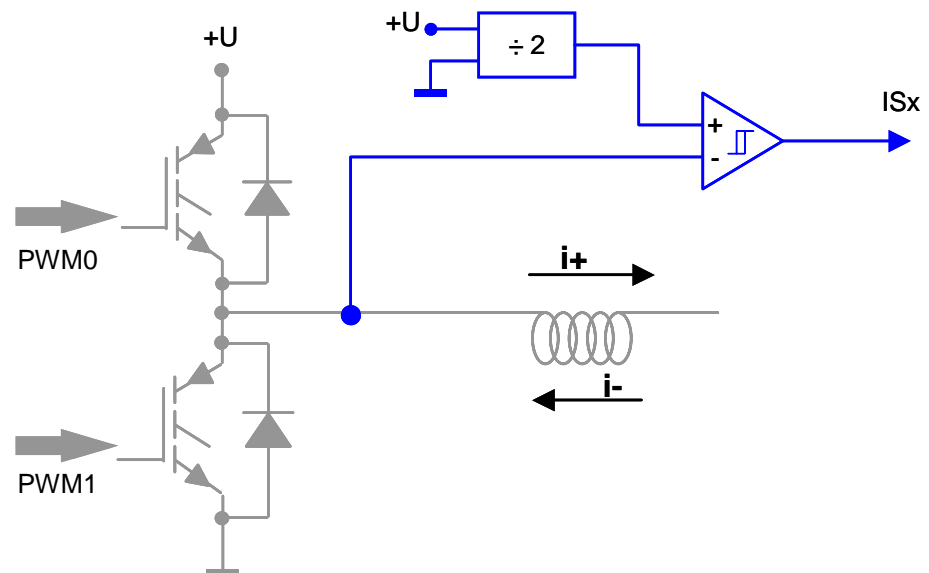 +U
+U
÷ 2
ISx
+
-
PWM0
i+
i-
PWM1